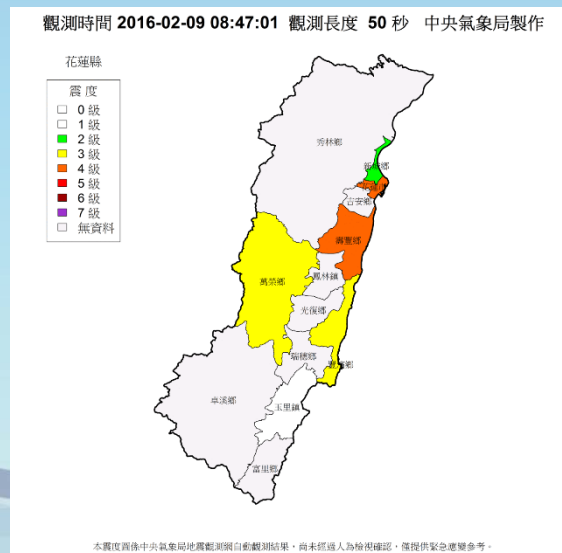 觀測時間 2016-02-09 08:47:01 觀測長度 50 秒 中央氣象局製作
花蓮縣
震度
0 級
1 級
2 級
3 級
4 級
5 級
6 級
7 級
無資料
秀林鄉
吉安鄉
壽豐鄉
鳳林鎮
萬榮鄉
光復鄉
瑞穗鄉
卓溪鄉
玉里鎮
富里鄉
本震度圖係中央氣象局地震觀測網自動觀測結果，尚未經過人為檢視確認，僅提供緊急應變參考。